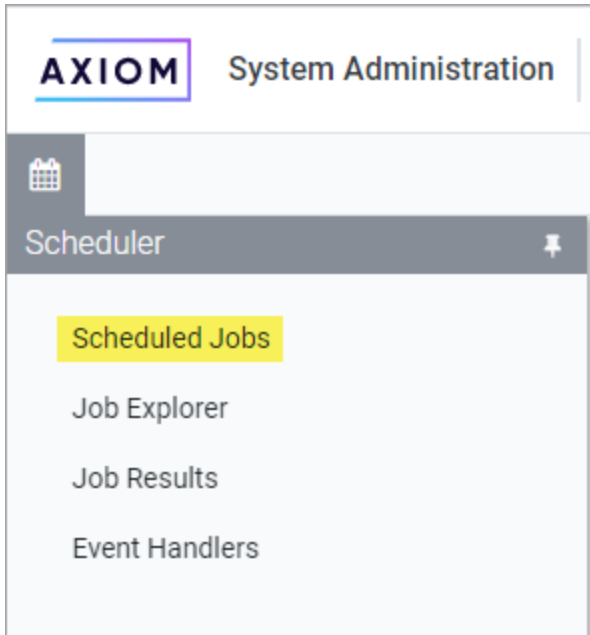 AXIOM System Administration
Scheduler
Scheduled Jobs
Job Explorer
Job Results
Event Handlers